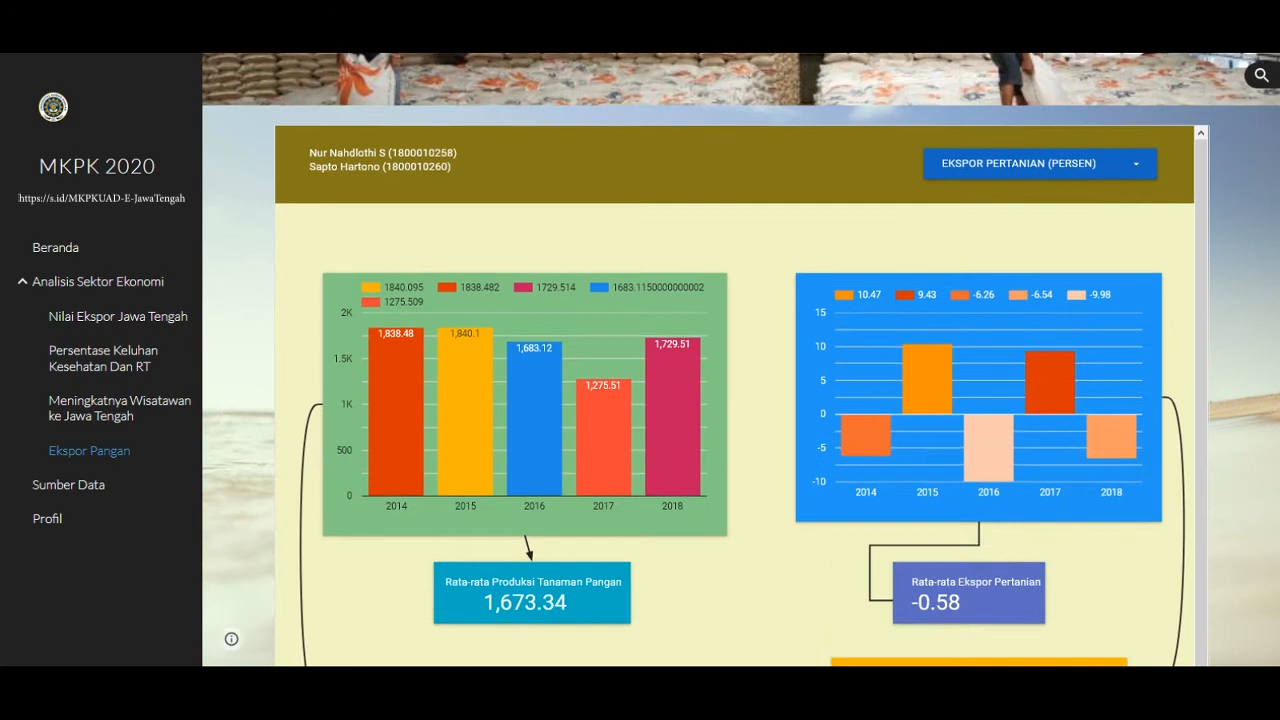 MKPK 2020
https://s.id/MKPKUAD-E-JawaTengah
Beranda
Analisis Sektor Ekonomi
Nilai Ekspor Jawa Tengah
Persentase Keluhan
Kesehatan Dan RT
Meningkatnya Wisatawan
ke Jawa Tengah
Ekspor Pangan
Sumber Data
Profil
Nur Nahdlothi S (1800010258)
Sapto Hartono (1800010260)
EKSPOR PERTANIAN (PERSEN)
1840.095 1838.482 1729.514 1683.1150000000002
1275.509
2K
1.5K
1K
500
0
1,838.48
1,840.1
1,683.12
1,275.51
1,729.51
2014 2015 2016 2017 2018
Rata-rata Produksi Tanaman Pangan
1,673.34
10.47 9.43 -6.26 -6.54 -9.98
15
10
5
0
-5
-10
2014 2015 2016 2017 2018
Rata-rata Ekspor Pertanian
-0.58